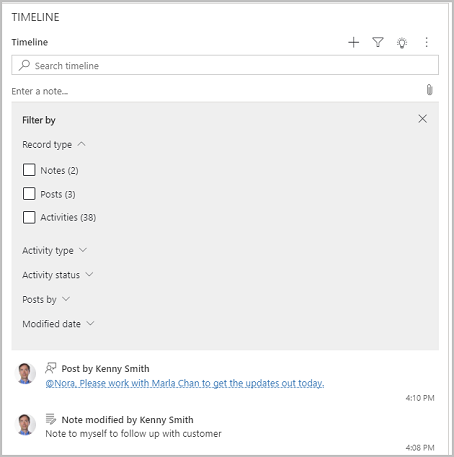 TIMELINE
Timeline
Search timeline
Enter a note...
Filter by
Record type
Notes (2)
Posts (3)
Activities (38)
Activity type
Activity status
Posts by
Modified date
Post by Kenny Smith
@Nora, Please work with Marla Chan to get the updates out today.
4:10 PM
Note modified by Kenny Smith
Note to myself to follow up with customer
4:08 PM